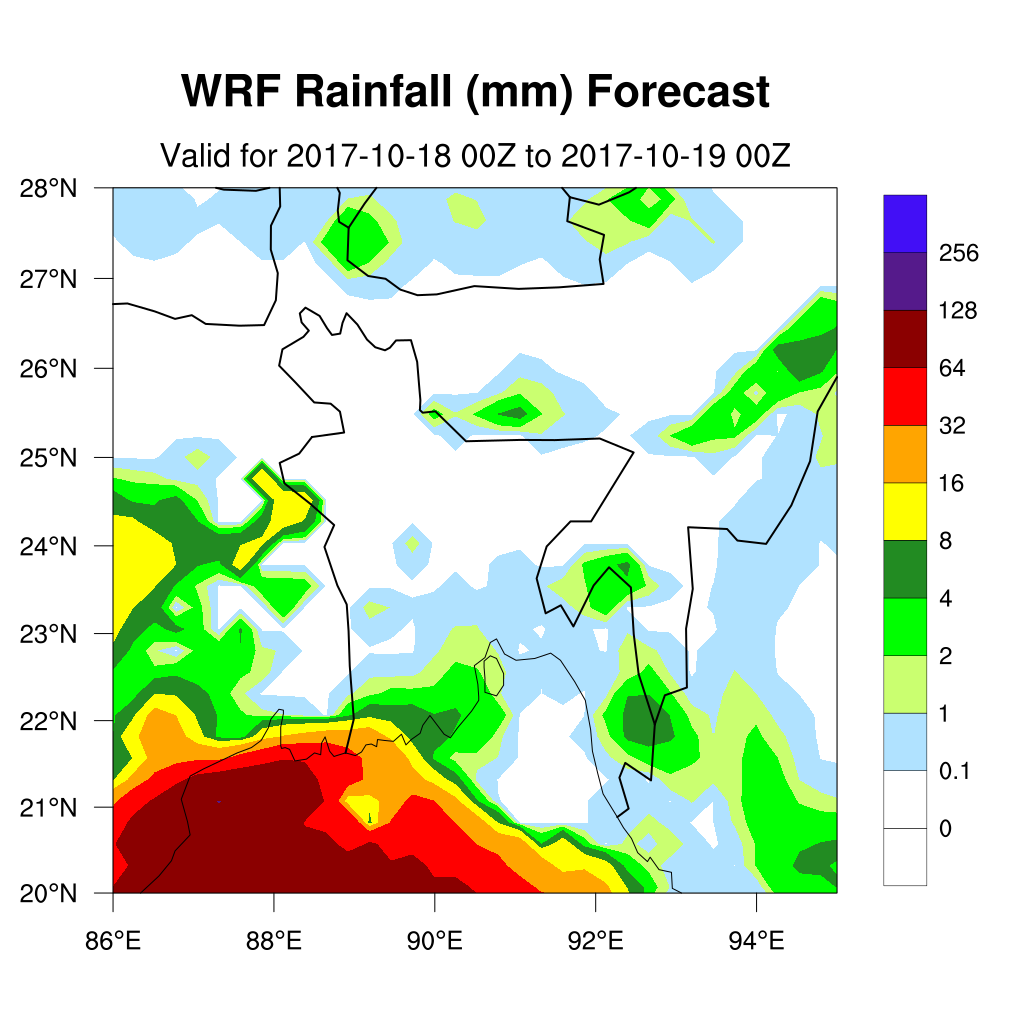 WRF Rainfall (mm) Forecast
Valid for 2017-10-18 00Z to 2017-10-19 00Z
28°N
27°N
26°N
25°N
24°N
23°N
22°N
21°N
20°N
86°E 88°E 90°E 92°E 94°E
256
128
64
32
16
8
4
2
1
0.1
0